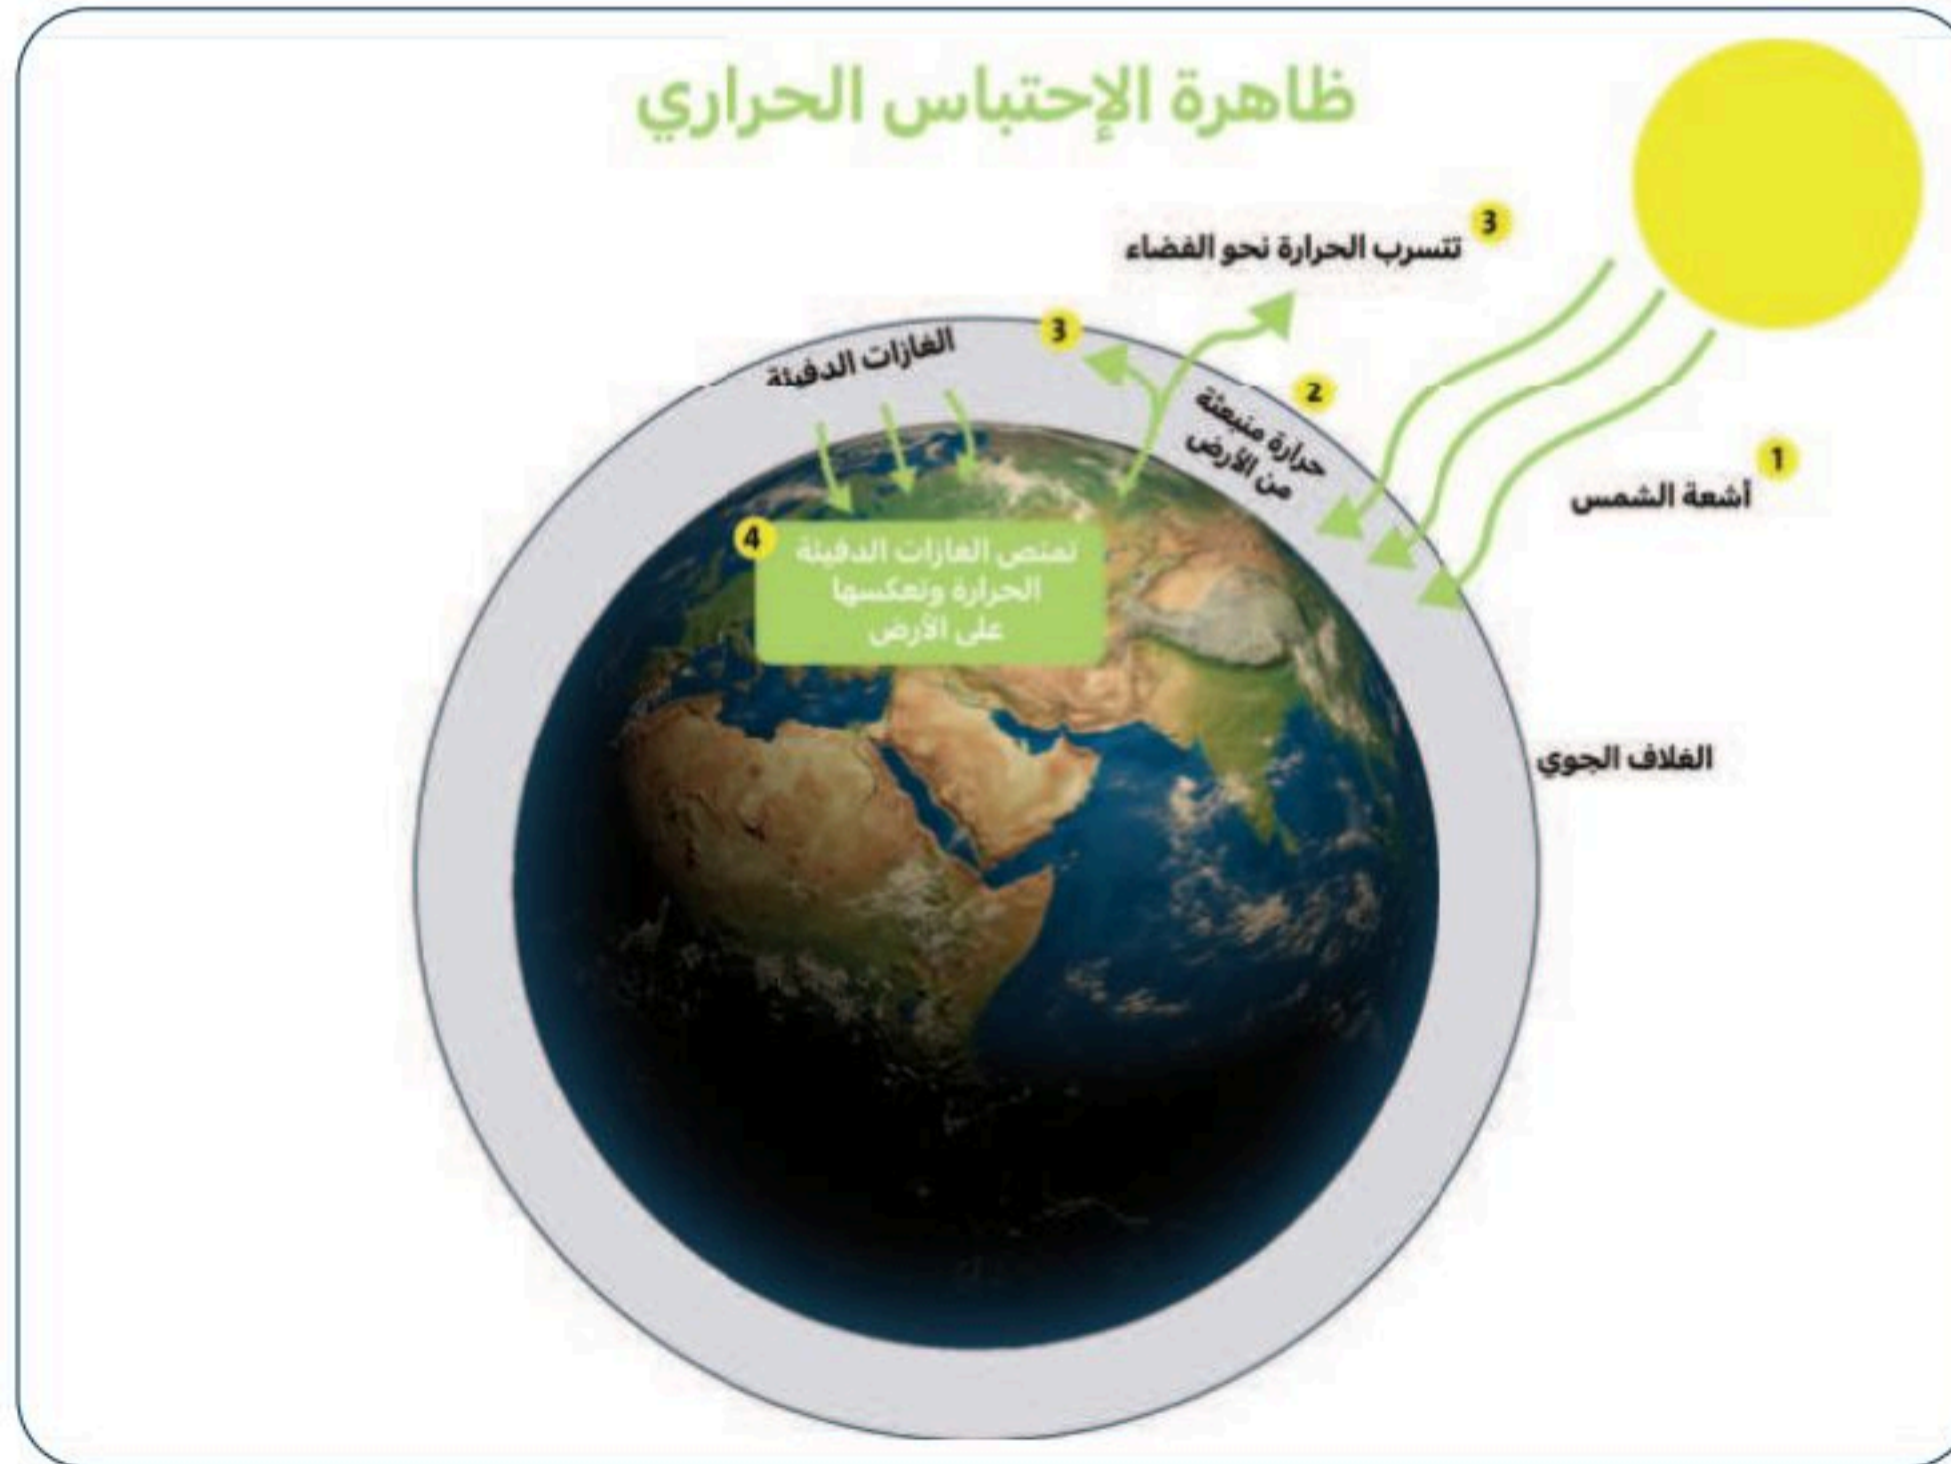 ظاهرة الإحتباس الحراري
3
تتسرب الحرارة نحو الفضاء
3
الغازات الدفيئة
2
حرارة منبعثة
من الأرض
1
أشعة الشمس
4
تمتص الغازات الدفيئة
الحرارة وتعكسها
على الأرض
الغلاف الجوي